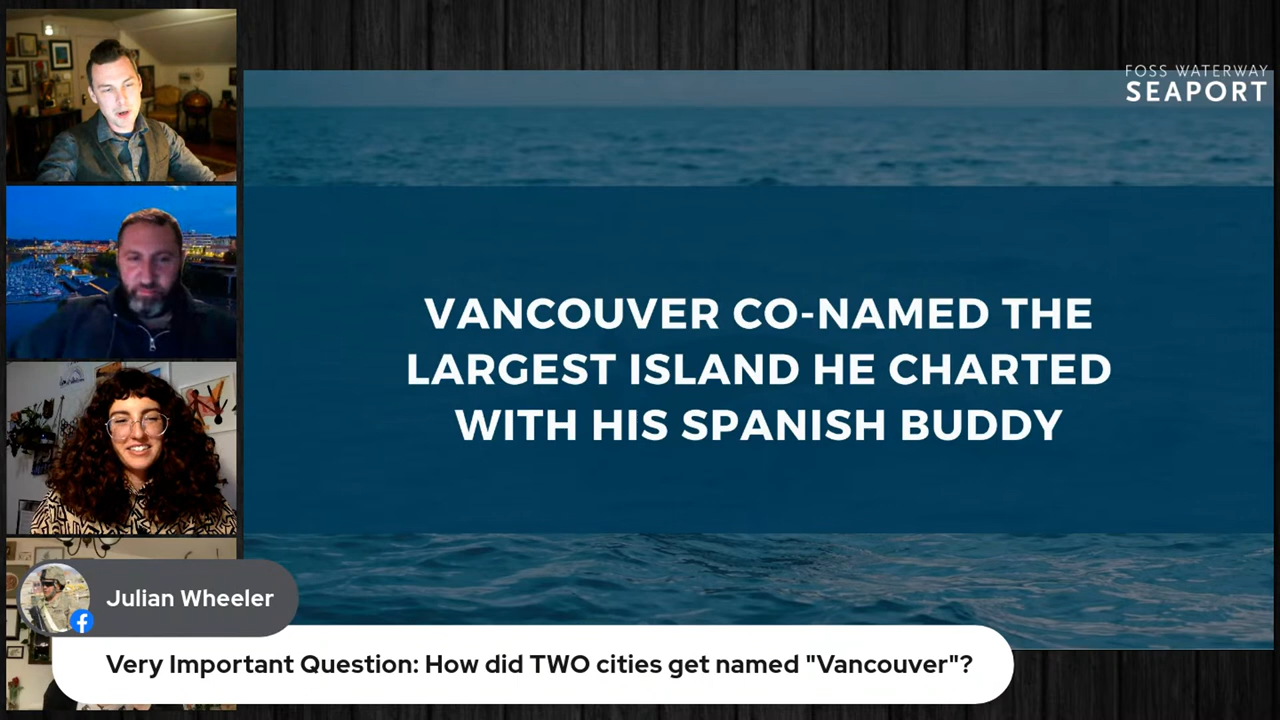 FOSS WATERWAY
SEAPORT
VANCOUVER CO-NAMED THE
LARGEST ISLAND HE CHARTED
WITH HIS SPANISH BUDDY
Julian Wheeler
Very Important Question: How did TWO cities get named "Vancouver"?